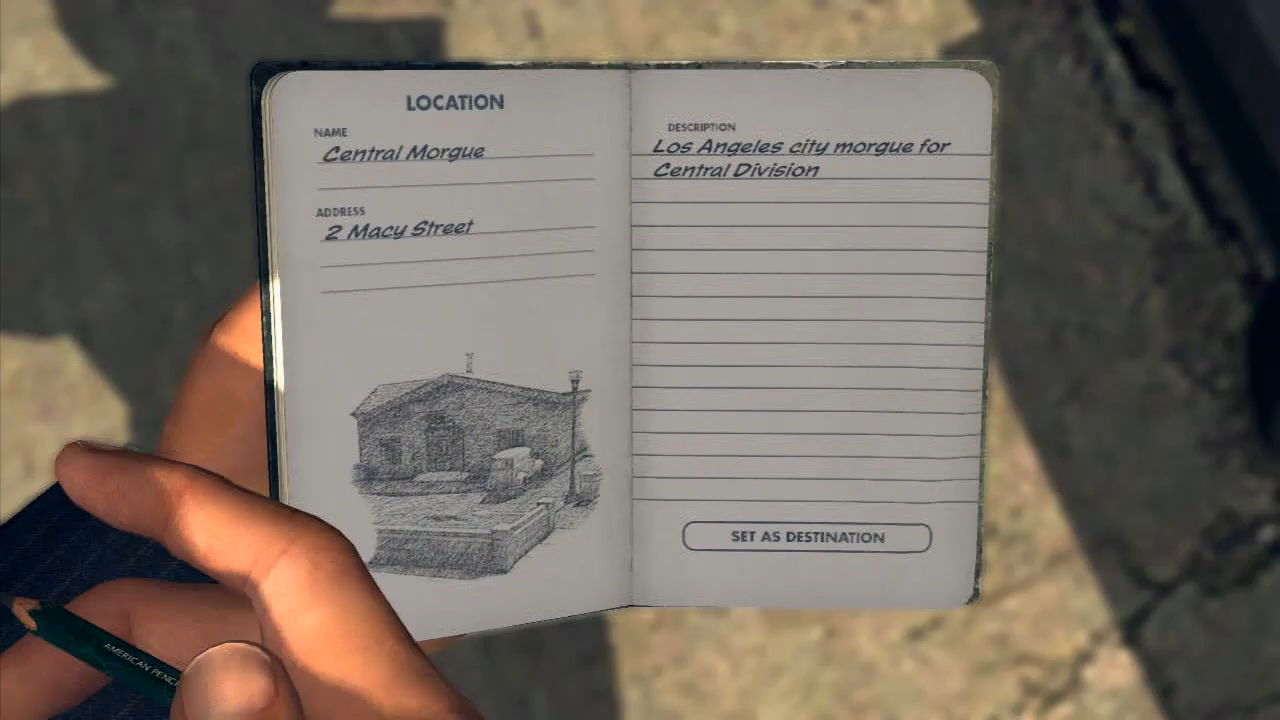 LOCATION
NAME
Central Morgue
ADDRESS
2 Macy Street
DESCRIPTION
Los Angeles city morgue for
Central Division
SET AS DESTINATION
AMERICAN